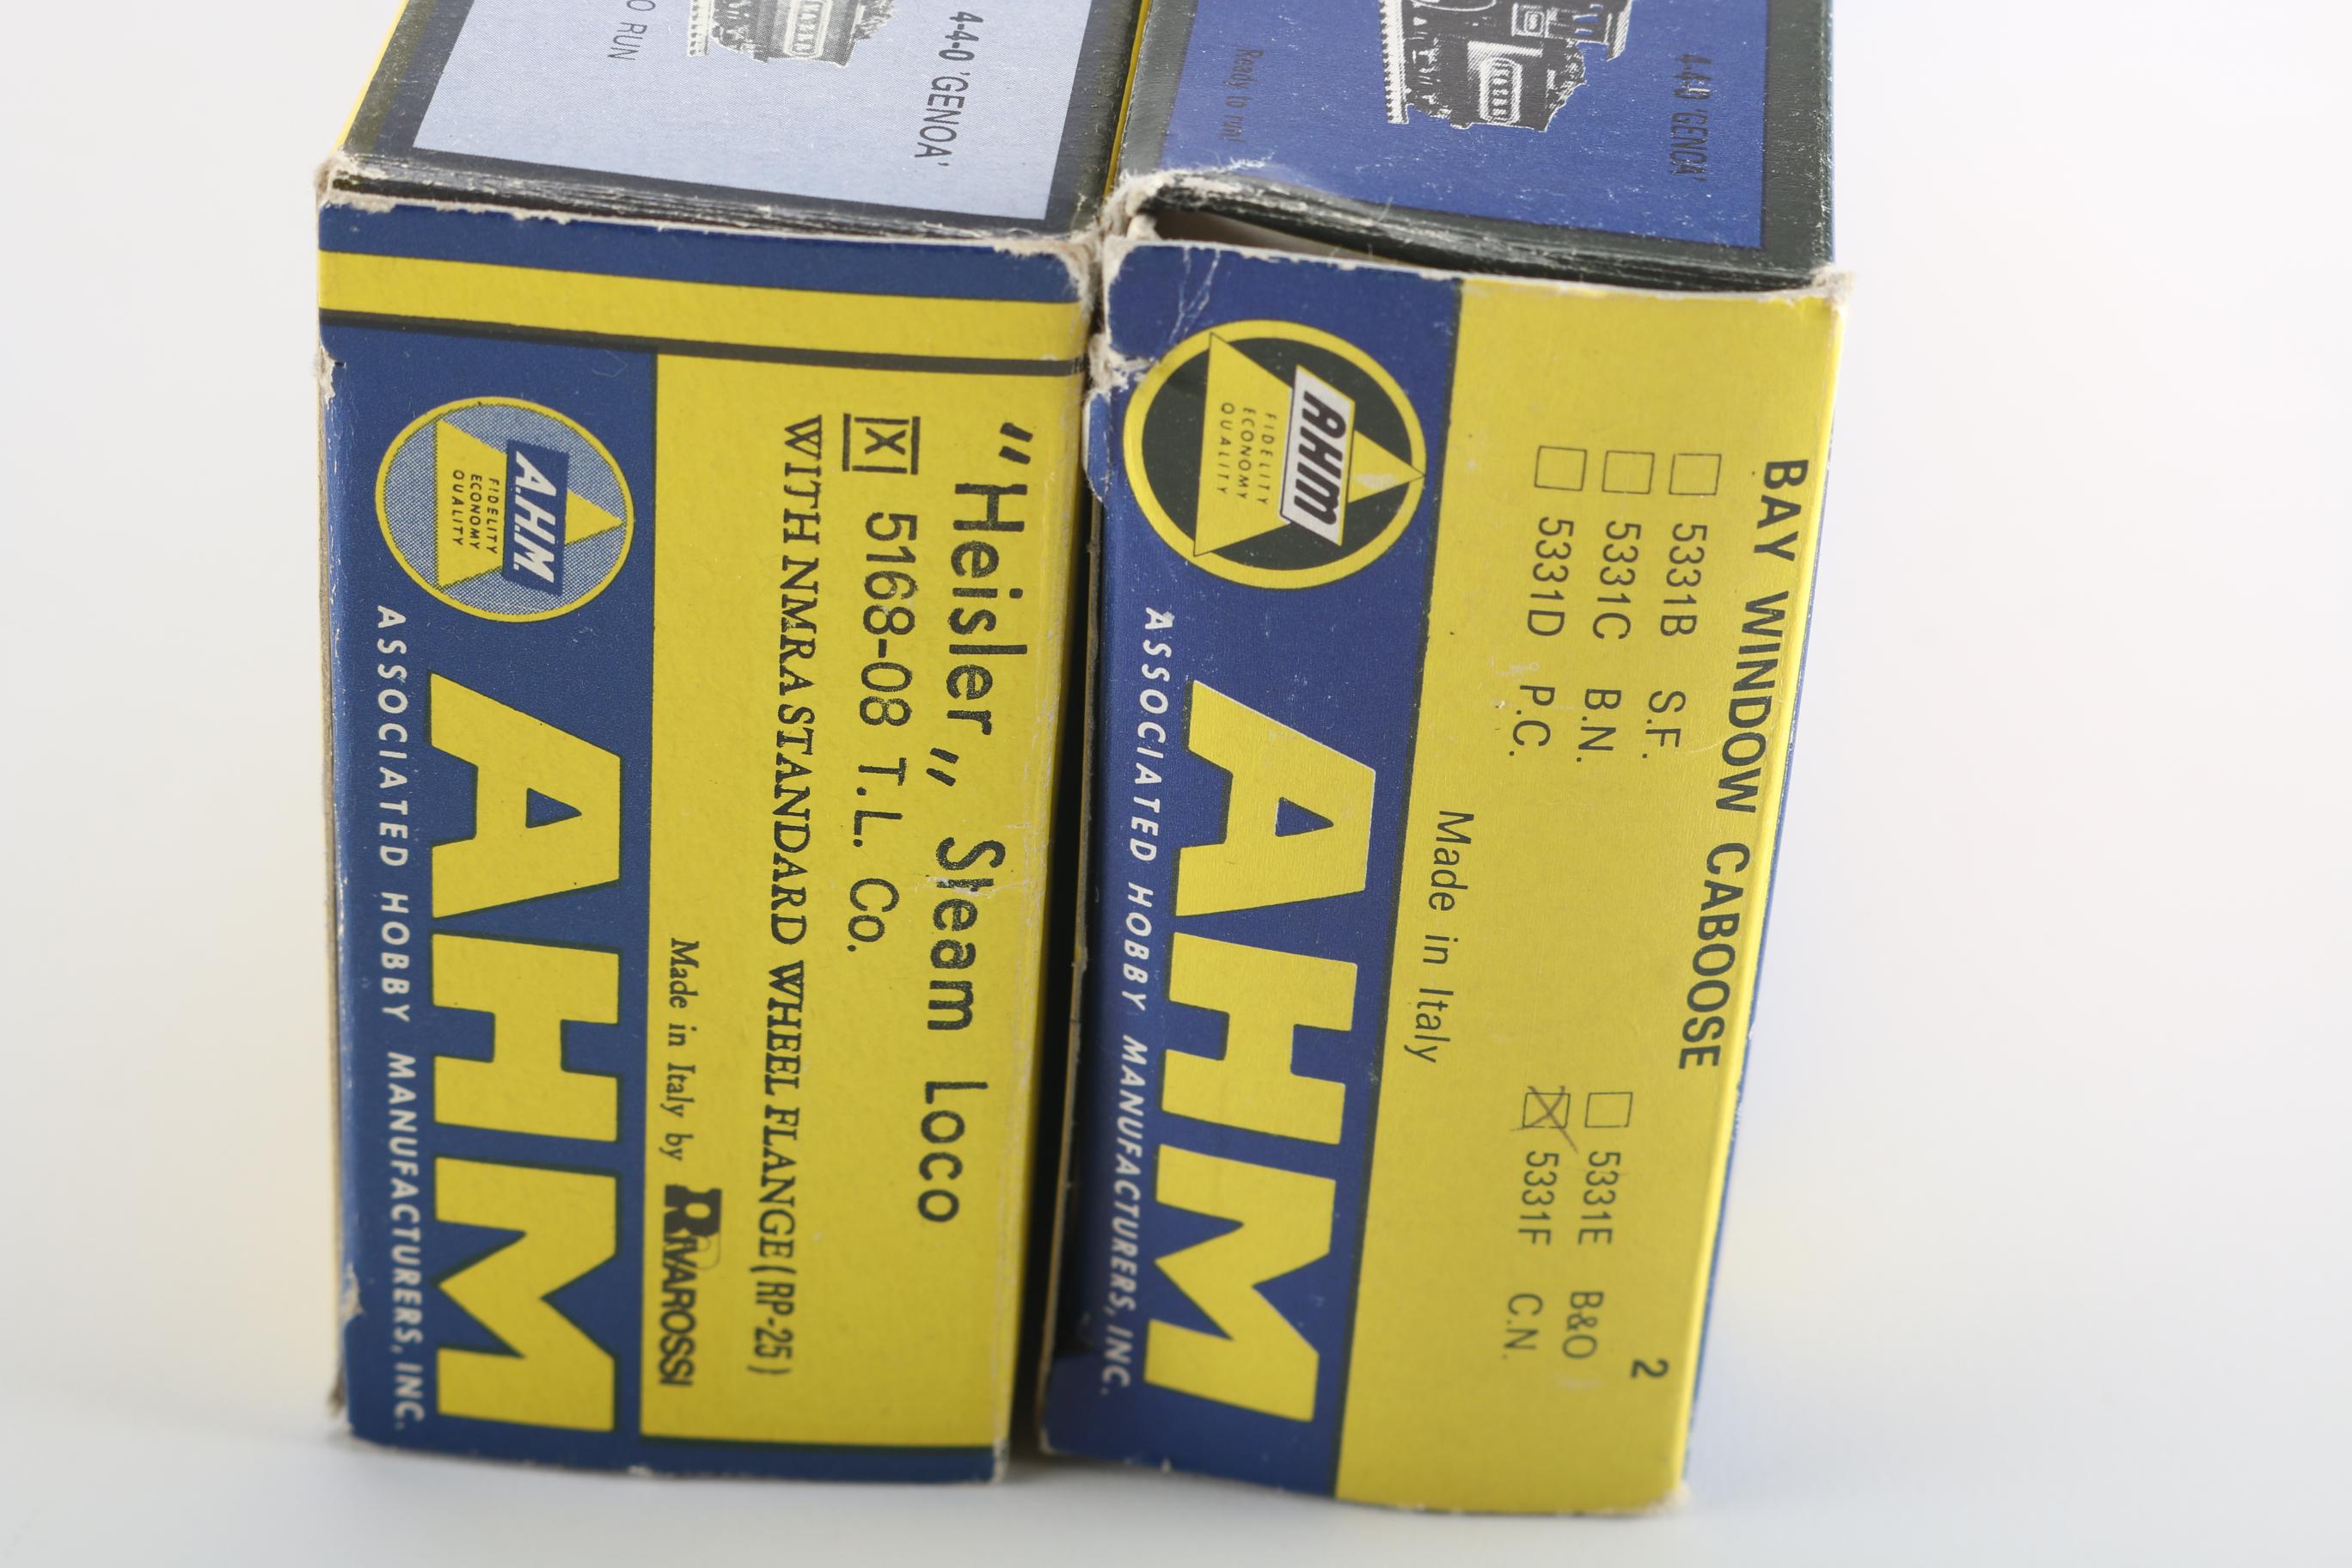 O RUN
4-4-0 'GENOA'
"Heisler„ Steam Loco
[X] 5168-08 T.L. Co.
WITH NMRA STANDARD WHEEL FLANGE (RP-25)
Made in Italy by RIVAROSSI
A.H.M.
FIDELITY
ECONOMY
QUALITY
AHM
ASSOCIATED HOBBY MANUFACTURERS, INC.
Ready to run!
4-4-0 'GENOA'
BAY WINDOW CABOOSE 2
☐ 5331B S.F.
☐ 5331C B.N.
☐ 5331D P.C.
☐ 5331E B&O
☒ 5331F C.N.
Made in Italy
AHM
FIDELITY
ECONOMY
QUALITY
AHM
ASSOCIATED HOBBY MANUFACTURERS, INC.